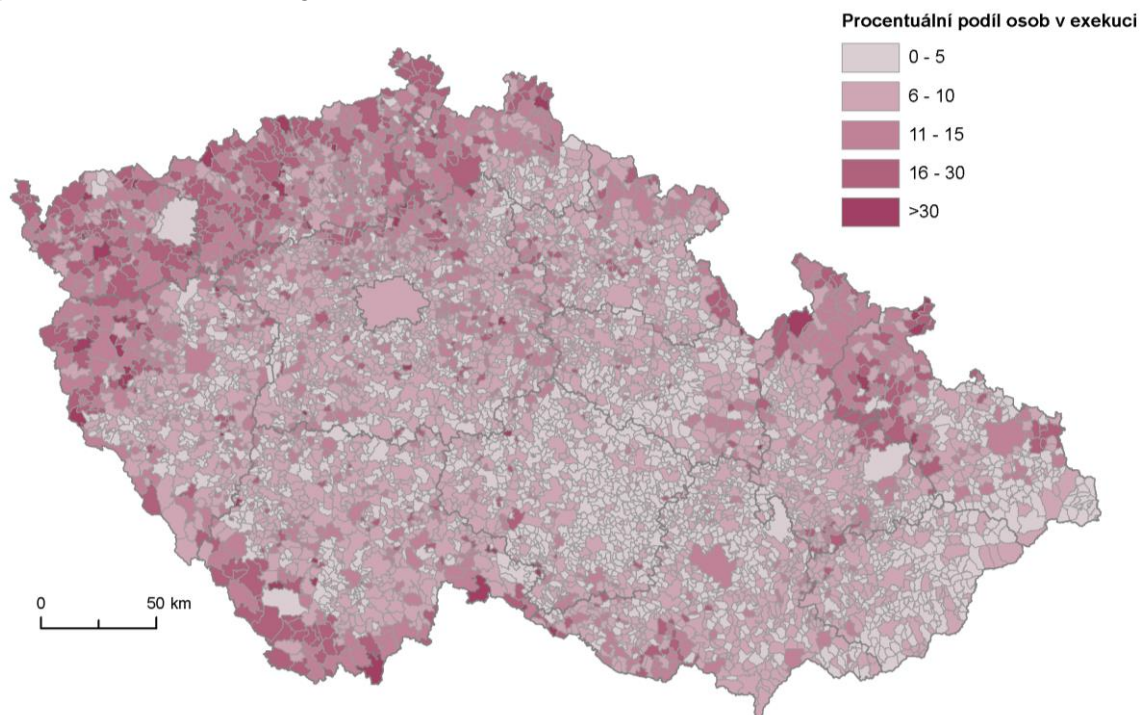 Procentuální podíl osob v exekuci
0 - 5
6 - 10
11 - 15
16 - 30
>30
0 50 km